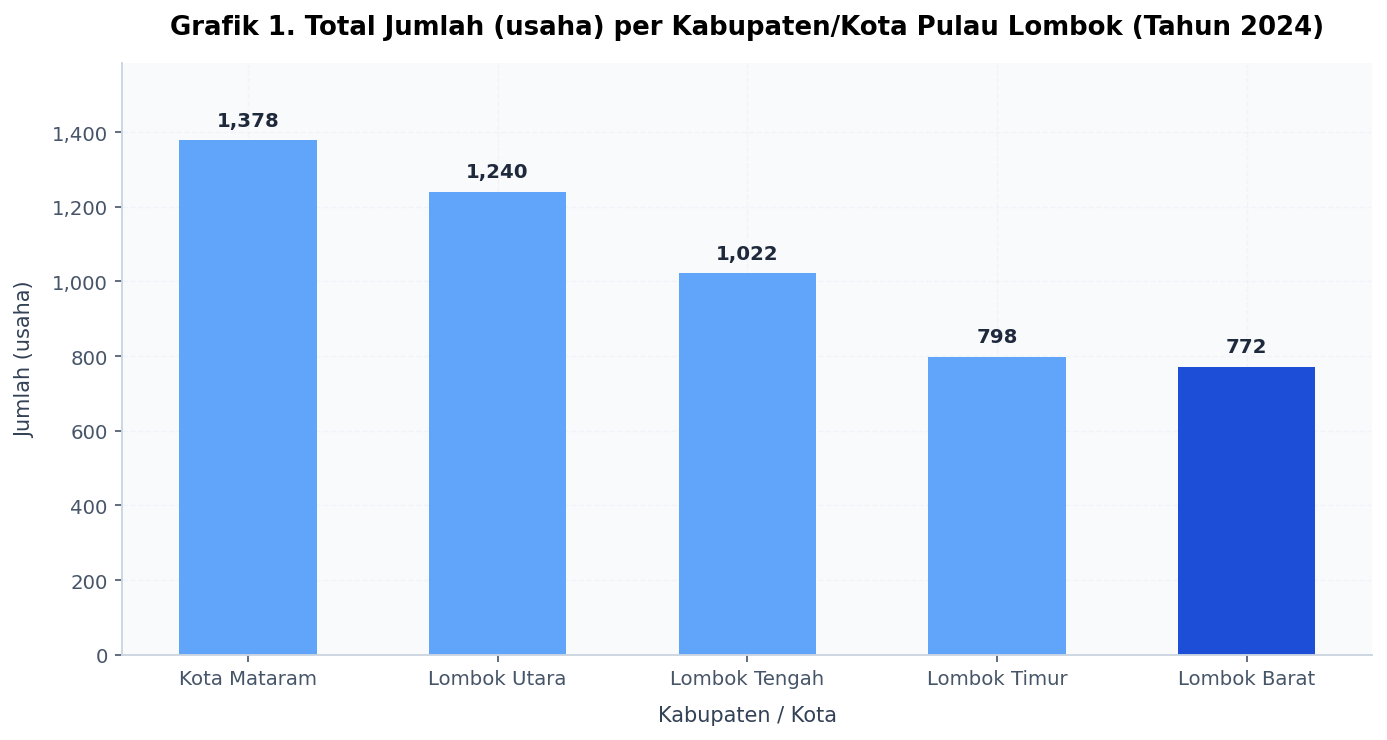 Grafik 1. Total Jumlah (usaha) per Kabupaten/Kota Pulau Lombok (Tahun 2024)
Jumlah (usaha)
1,400
1,200
1,000
800
600
400
200
0
1,378
1,240
1,022
798
772
Kota Mataram
Lombok Utara
Lombok Tengah
Lombok Timur
Lombok Barat
Kabupaten / Kota